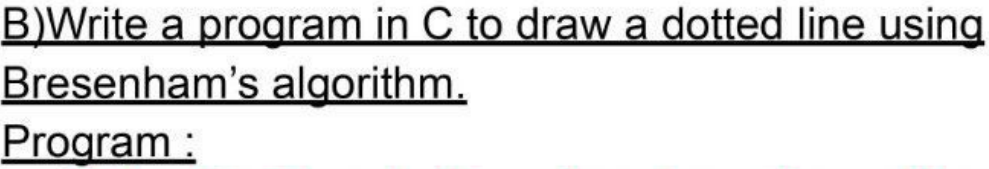 B)Write a program in C to draw a dotted line using
Bresenham’s algorithm.
Program :